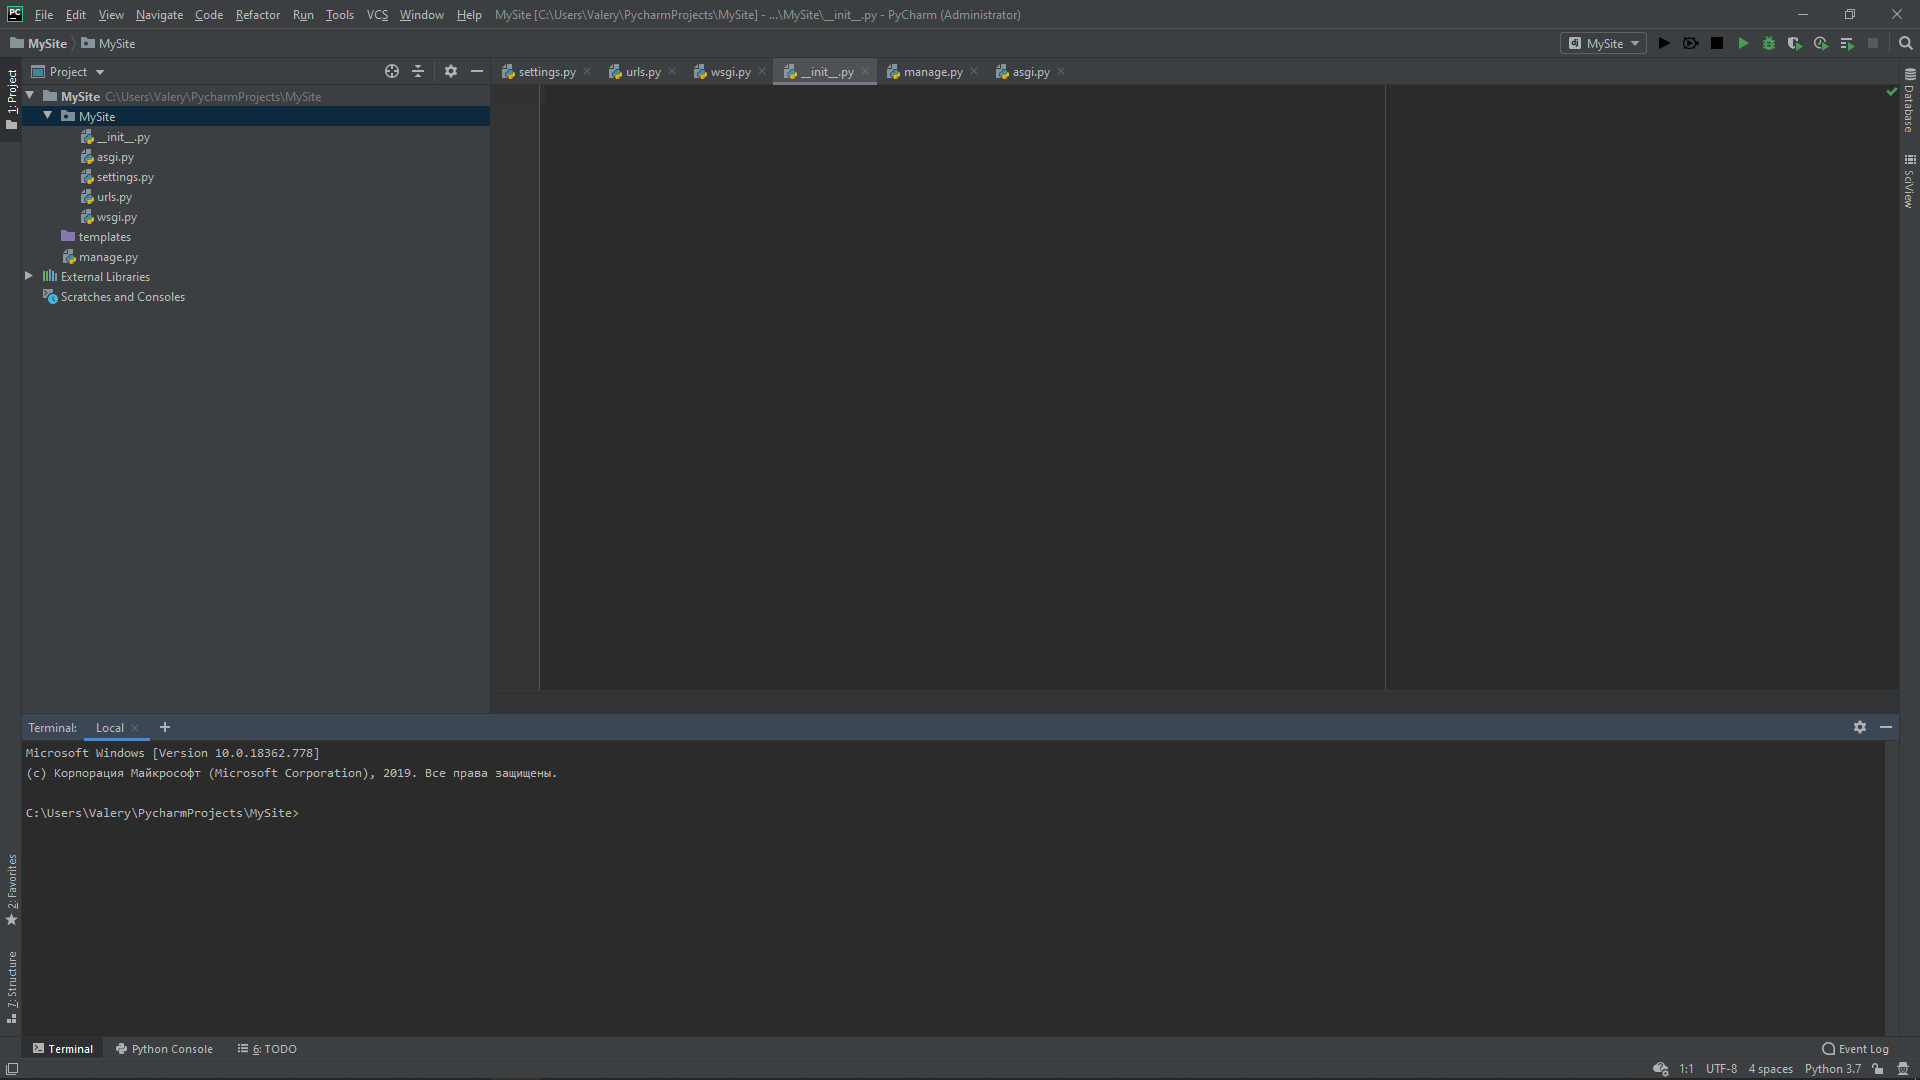 PC File Edit View Navigate Code Refactor Run Tools VCS Window Help MySite [C:\Users\Valery\PycharmProjects\MySite] - ...\MySite\__init__.py - PyCharm (Administrator)
MySite MySite
MySite
1: Project
Project
settings.py urls.py wsgi.py __init__.py manage.py asgi.py
MySite C:\Users\Valery\PycharmProjects\MySite
MySite
__init__.py
asgi.py
settings.py
urls.py
wsgi.py
templates
manage.py
External Libraries
Scratches and Consoles
Database
SciView
Terminal: Local +
Microsoft Windows [Version 10.0.18362.778]
(c) Корпорация Майкрософт (Microsoft Corporation), 2019. Все права защищены.
C:\Users\Valery\PycharmProjects\MySite>
2: Favorites
7: Structure
Terminal Python Console 6: TODO
Event Log
1:1 UTF-8 4 spaces Python 3.7